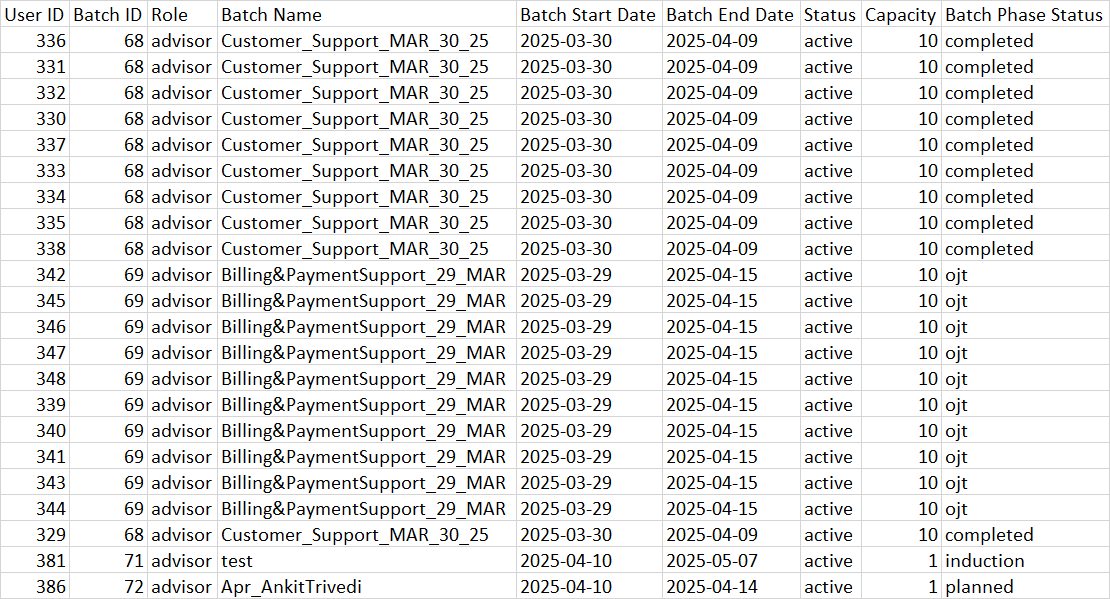 User ID Batch ID Role Batch Name Batch Start Date Batch End Date Status Capacity Batch Phase Status
336 68 advisor Customer_Support_MAR_30_25 2025-03-30 2025-04-09 active 10 completed
331 68 advisor Customer_Support_MAR_30_25 2025-03-30 2025-04-09 active 10 completed
332 68 advisor Customer_Support_MAR_30_25 2025-03-30 2025-04-09 active 10 completed
330 68 advisor Customer_Support_MAR_30_25 2025-03-30 2025-04-09 active 10 completed
337 68 advisor Customer_Support_MAR_30_25 2025-03-30 2025-04-09 active 10 completed
333 68 advisor Customer_Support_MAR_30_25 2025-03-30 2025-04-09 active 10 completed
334 68 advisor Customer_Support_MAR_30_25 2025-03-30 2025-04-09 active 10 completed
335 68 advisor Customer_Support_MAR_30_25 2025-03-30 2025-04-09 active 10 completed
338 68 advisor Customer_Support_MAR_30_25 2025-03-30 2025-04-09 active 10 completed
342 69 advisor Billing&PaymentSupport_29_MAR 2025-03-29 2025-04-15 active 10 ojt
345 69 advisor Billing&PaymentSupport_29_MAR 2025-03-29 2025-04-15 active 10 ojt
346 69 advisor Billing&PaymentSupport_29_MAR 2025-03-29 2025-04-15 active 10 ojt
347 69 advisor Billing&PaymentSupport_29_MAR 2025-03-29 2025-04-15 active 10 ojt
348 69 advisor Billing&PaymentSupport_29_MAR 2025-03-29 2025-04-15 active 10 ojt
339 69 advisor Billing&PaymentSupport_29_MAR 2025-03-29 2025-04-15 active 10 ojt
340 69 advisor Billing&PaymentSupport_29_MAR 2025-03-29 2025-04-15 active 10 ojt
341 69 advisor Billing&PaymentSupport_29_MAR 2025-03-29 2025-04-15 active 10 ojt
343 69 advisor Billing&PaymentSupport_29_MAR 2025-03-29 2025-04-15 active 10 ojt
344 69 advisor Billing&PaymentSupport_29_MAR 2025-03-29 2025-04-15 active 10 ojt
329 68 advisor Customer_Support_MAR_30_25 2025-03-30 2025-04-09 active 10 completed
381 71 advisor test 2025-04-10 2025-05-07 active 1 induction
386 72 advisor Apr_AnkitTrivedi 2025-04-10 2025-04-14 active 1 planned